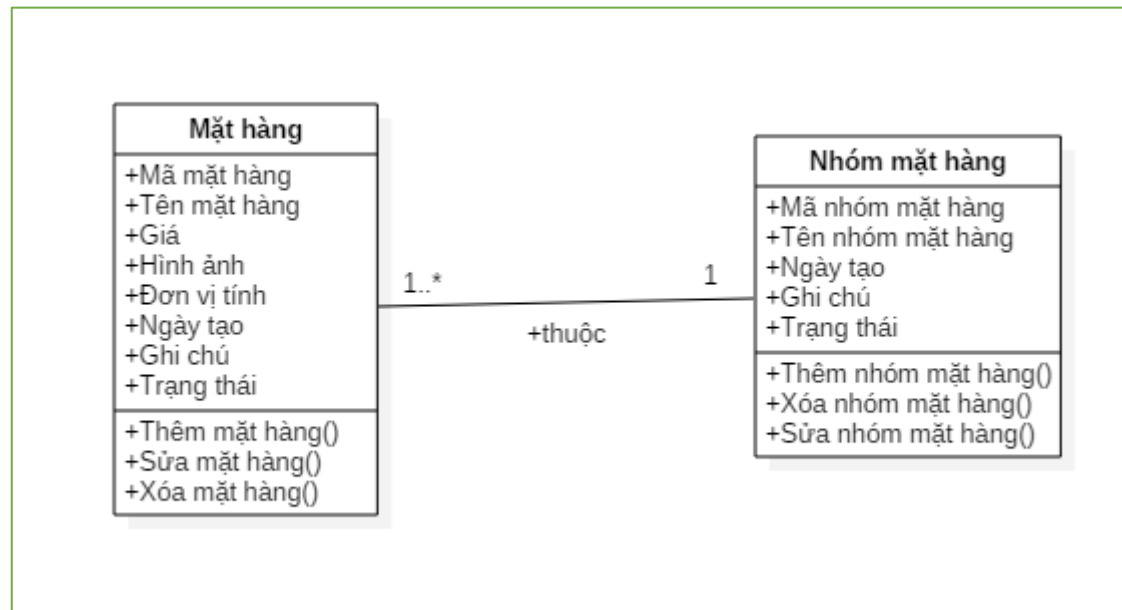 Mặt hàng
+Mã mặt hàng
+Tên mặt hàng
+Giá
+Hình ảnh
+Đơn vị tính
+Ngày tạo
+Ghi chú
+Trạng thái
+Thêm mặt hàng()
+Sửa mặt hàng()
+Xóa mặt hàng()
1..*
+thuộc
1
Nhóm mặt hàng
+Mã nhóm mặt hàng
+Tên nhóm mặt hàng
+Ngày tạo
+Ghi chú
+Trạng thái
+Thêm nhóm mặt hàng()
+Xóa nhóm mặt hàng()
+Sửa nhóm mặt hàng()